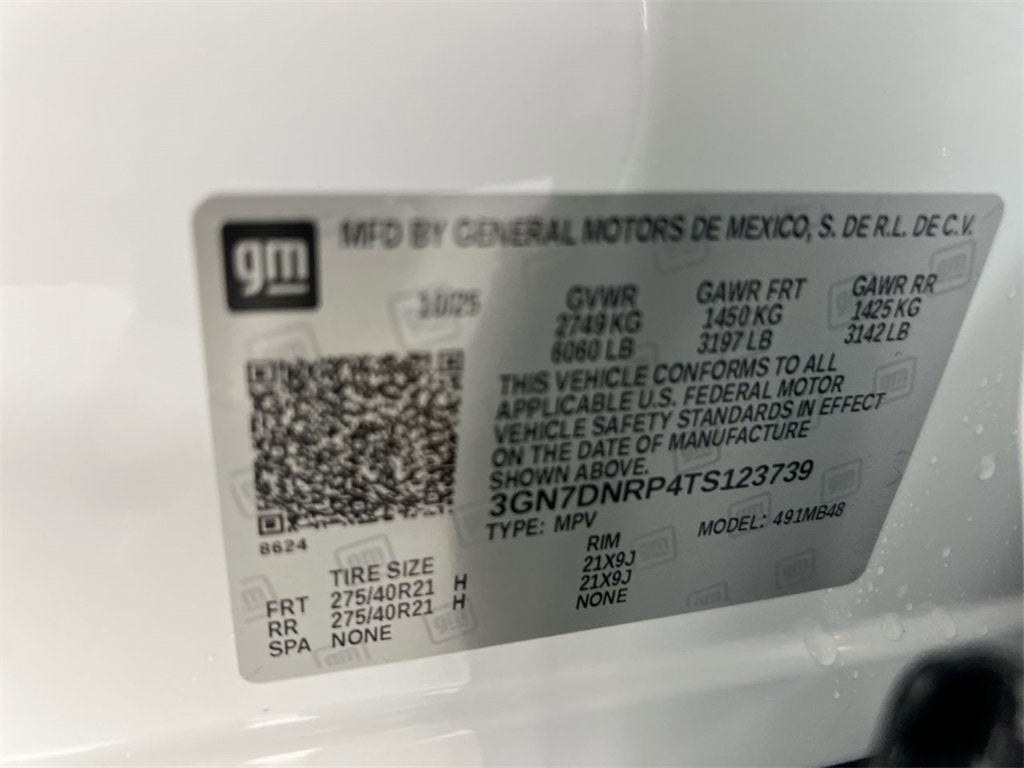 gm
MFD BY GENERAL MOTORS DE MEXICO, S. DE R.L. DE C.V.
10/25
GVWR GAWR FRT GAWR RR
2749 KG 1450 KG 1425 KG
6060 LB 3197 LB 3142 LB
THIS VEHICLE CONFORMS TO ALL
APPLICABLE U.S. FEDERAL MOTOR
VEHICLE SAFETY STANDARDS IN EFFECT
ON THE DATE OF MANUFACTURE
SHOWN ABOVE.
3GN7DNRP4TS123739
TYPE: MPV MODEL: 491MB48
8624
TIRE SIZE RIM
FRT 275/40R21 H 21X9J
RR 275/40R21 H 21X9J
SPA NONE NONE